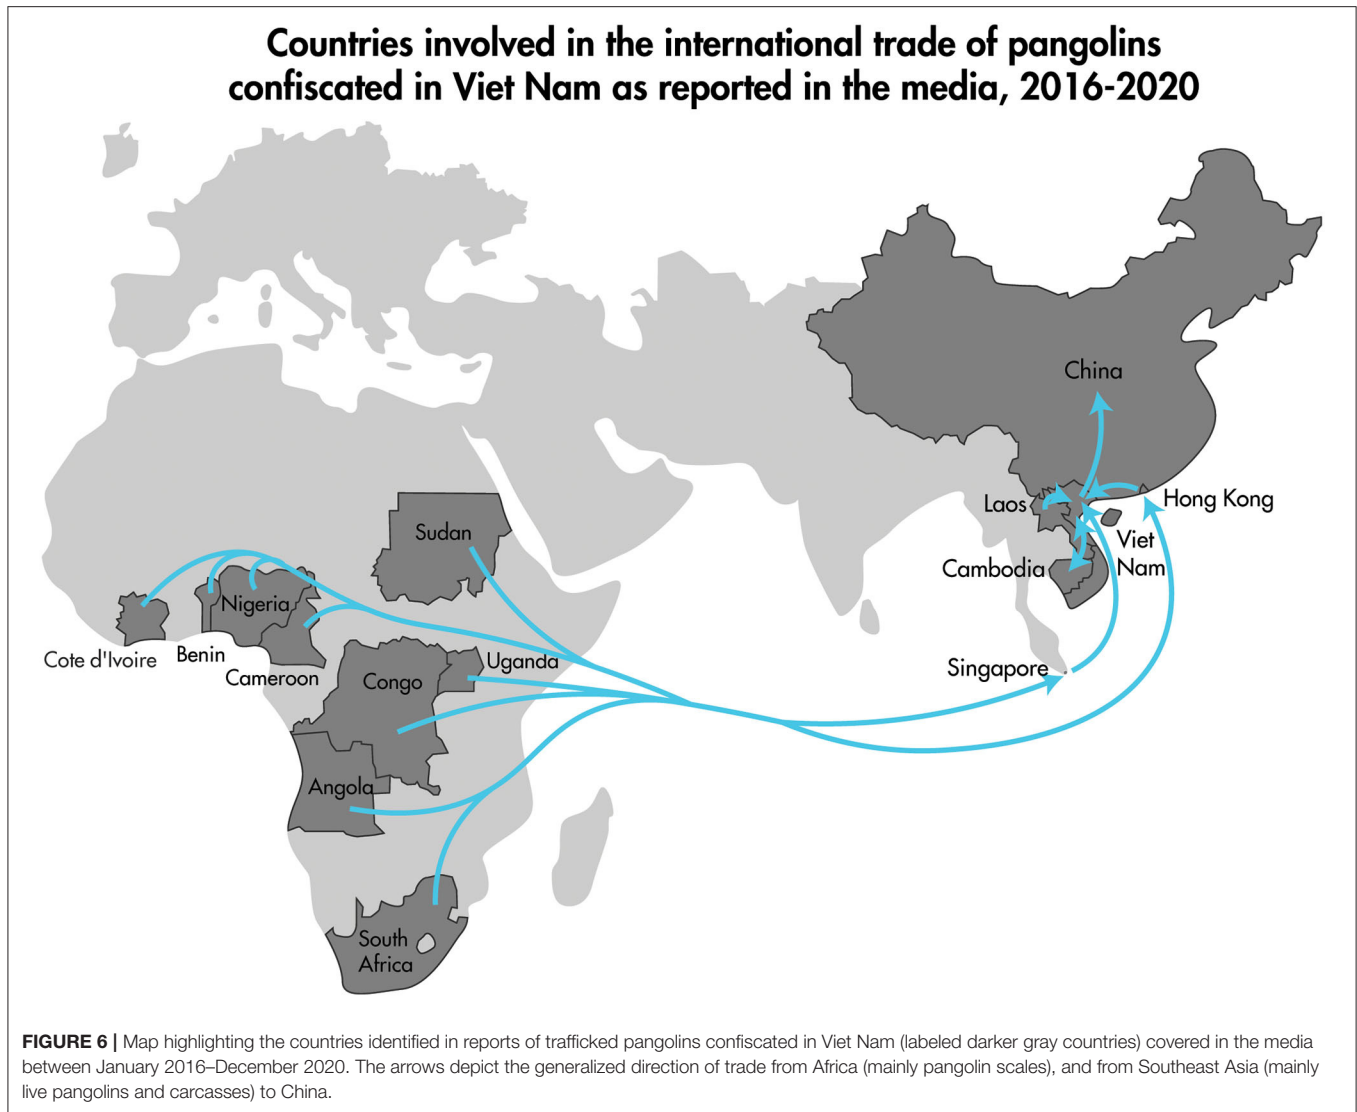 Countries involved in the international trade of pangolins
confiscated in Viet Nam as reported in the media, 2016-2020
China
Laos
Hong Kong
Viet
Nam
Cambodia
Sudan
Nigeria
Cote d'Ivoire
Benin
Cameroon
Uganda
Congo
Singapore
Angola
South
Africa
FIGURE 6 | Map highlighting the countries identified in reports of trafficked pangolins confiscated in Viet Nam (labeled darker gray countries) covered in the media
between January 2016–December 2020. The arrows depict the generalized direction of trade from Africa (mainly pangolin scales), and from Southeast Asia (mainly
live pangolins and carcasses) to China.